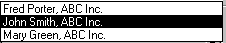 Fred Porter, ABC Inc.
John Smith, ABC Inc.
Mary Green, ABC Inc.